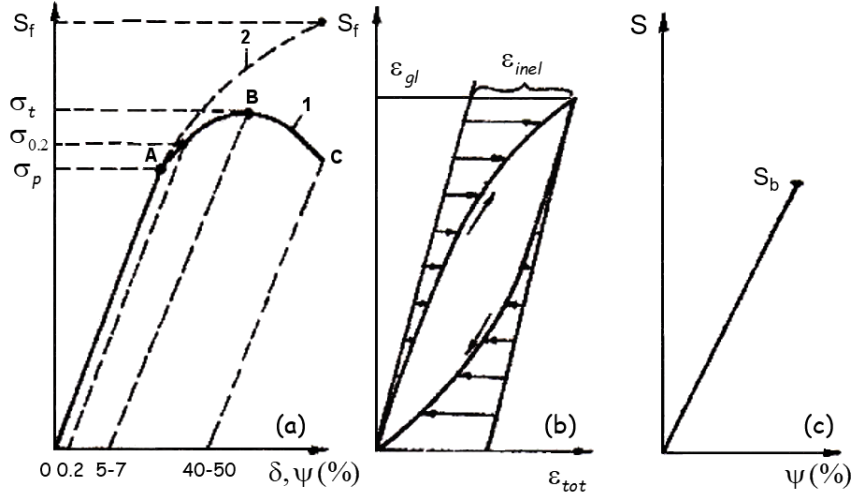 S_f
σ_t
σ_0.2
σ_p
A
B
C
1
2
S_f
0 0.2 5-7 40-50 δ, ψ(%)
(a)
ε_gl
ε_inel
(b)
ε_tot
S
S_b
(c)
ψ(%)